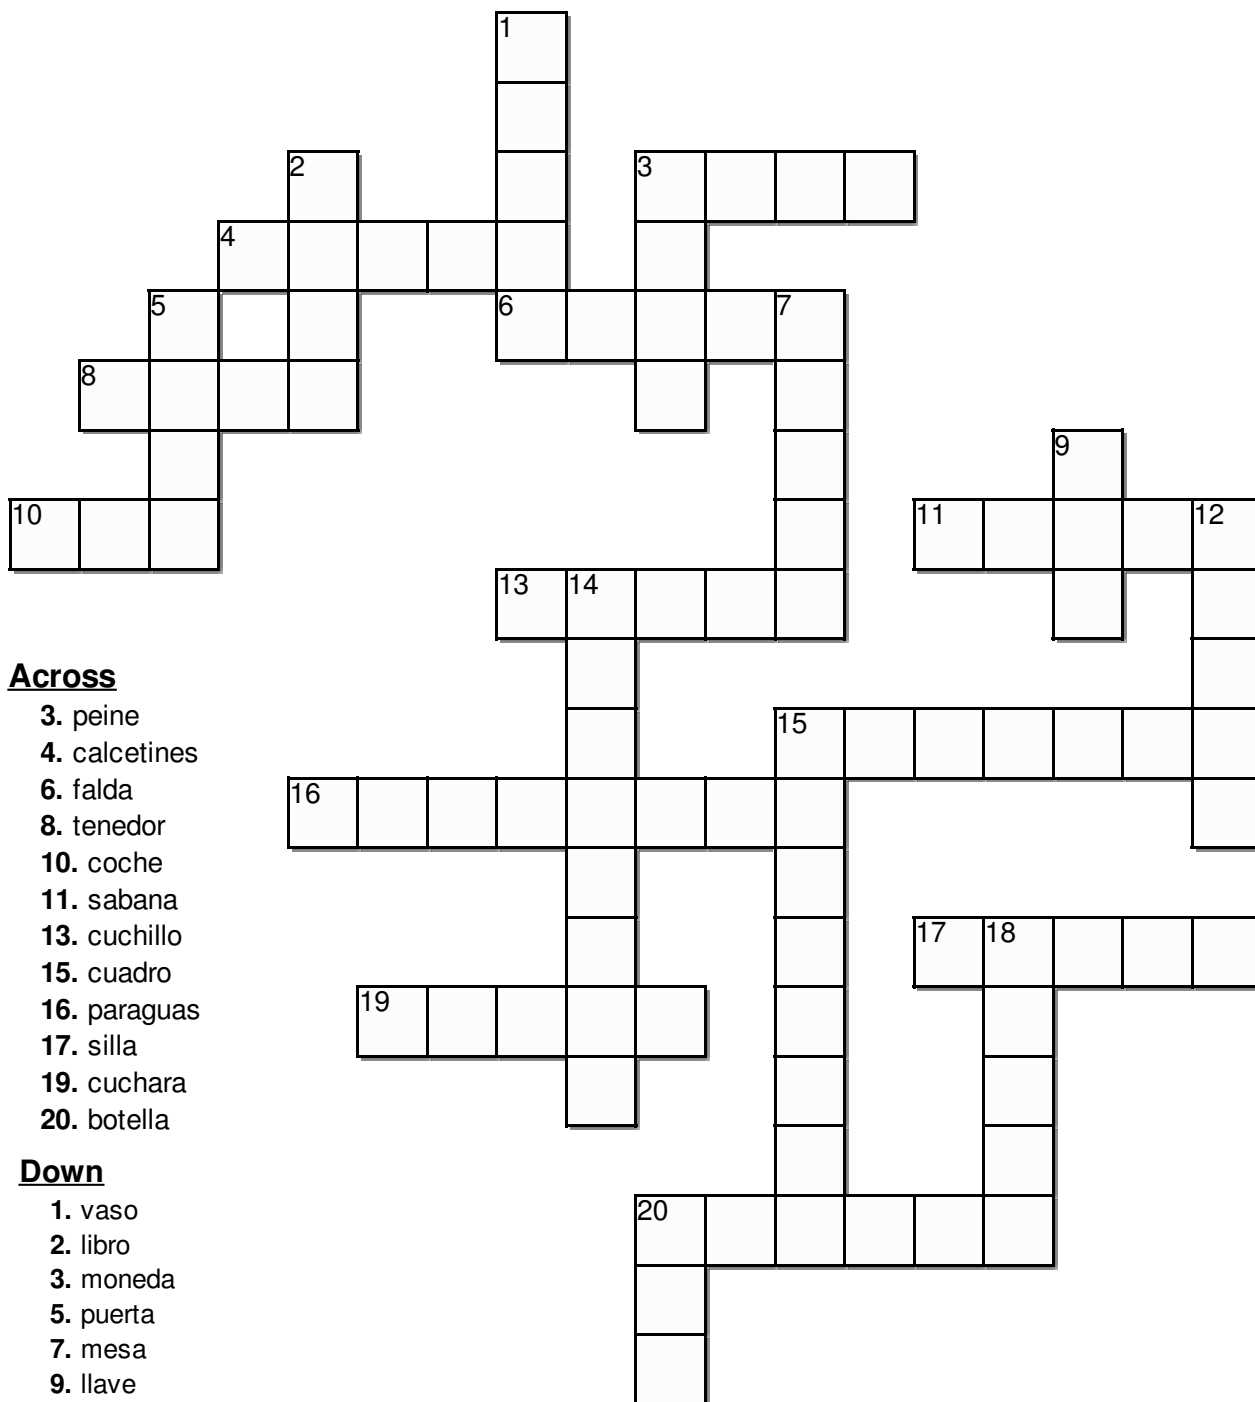 1
2
3
4
5
6
7
8
9
10
11
12
13
14
15
16
17
18
19
20
Across
3. peine
4. calcetines
6. falda
8. tenedor
10. coche
11. sabana
13. cuchillo
15. cuadro
16. paraguas
17. silla
19. cuchara
20. botella
Down
1. vaso
2. libro
3. moneda
5. puerta
7. mesa
9. llave